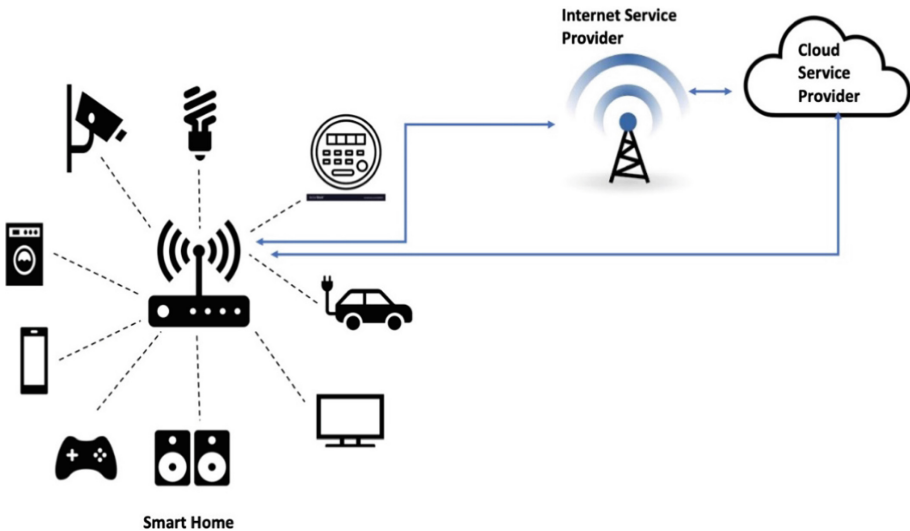 Internet Service
Provider
Cloud
Service
Provider
Smart Home